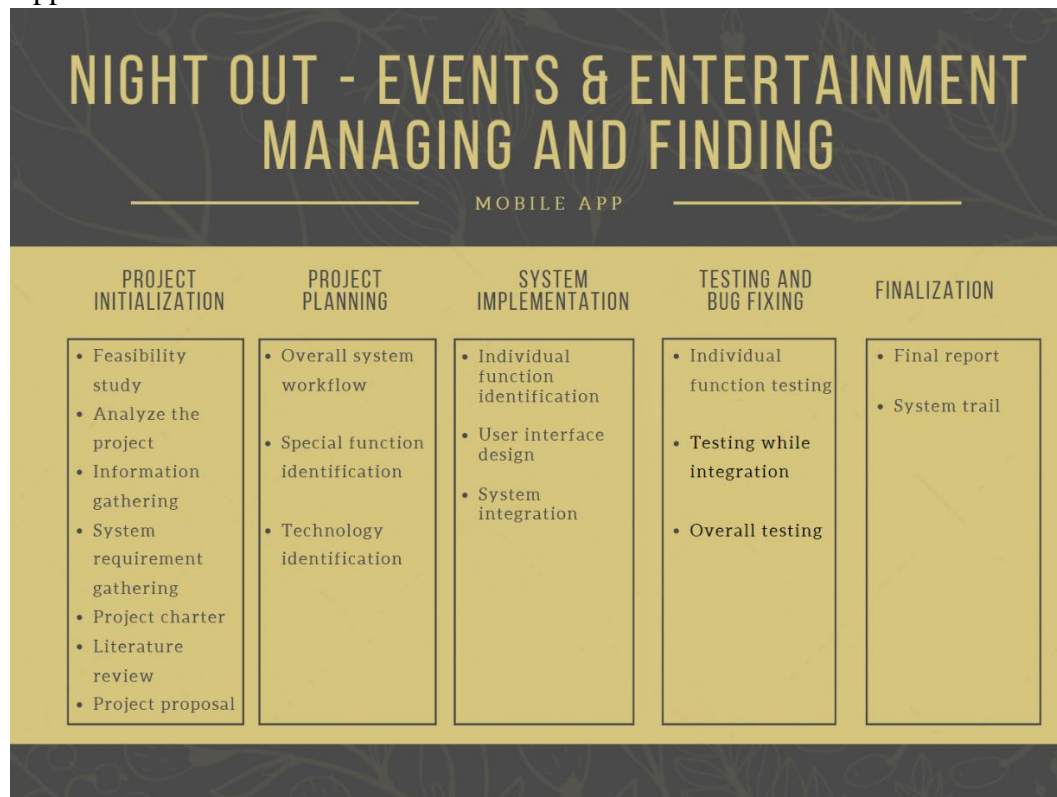 NIGHT OUT - EVENTS & ENTERTAINMENT
MANAGING AND FINDING
MOBILE APP
PROJECT
INITIALIZATION
• Feasibility
study
• Analyze the
project
• Information
gathering
• System
requirement
gathering
• Project charter
• Literature
review
• Project proposal
PROJECT
PLANNING
• Overall system
workflow
• Special function
identification
• Technology
identification
SYSTEM
IMPLEMENTATION
• Individual
function
identification
• User interface
design
• System
integration
TESTING AND
BUG FIXING
• Individual
function testing
• Testing while
integration
• Overall testing
FINALIZATION
• Final report
• System trail